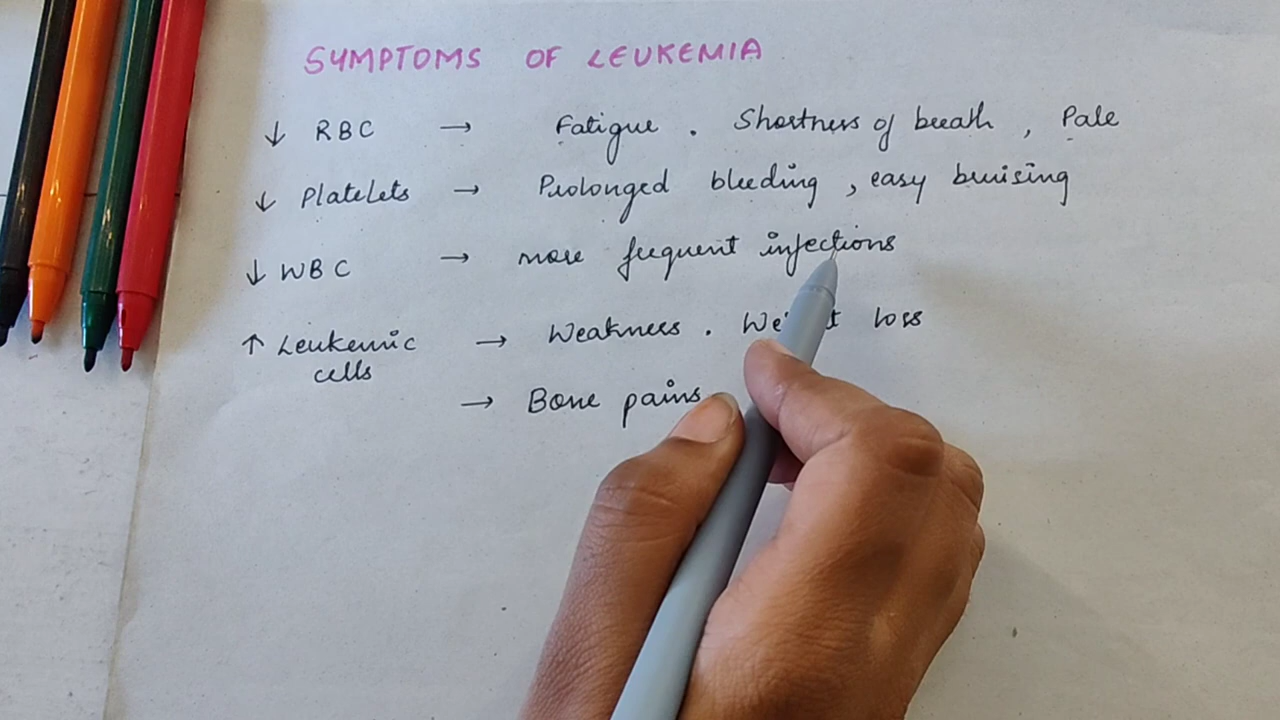 SYMPTOMS OF LEUKEMIA
↓ RBC → Fatigue. Shortness of breath, Pale
↓ Platelets → Prolonged bleeding, easy bruising
↓ WBC → more frequent infections
↑ Leukemic cells → Weakness. loss
→ Bone pains